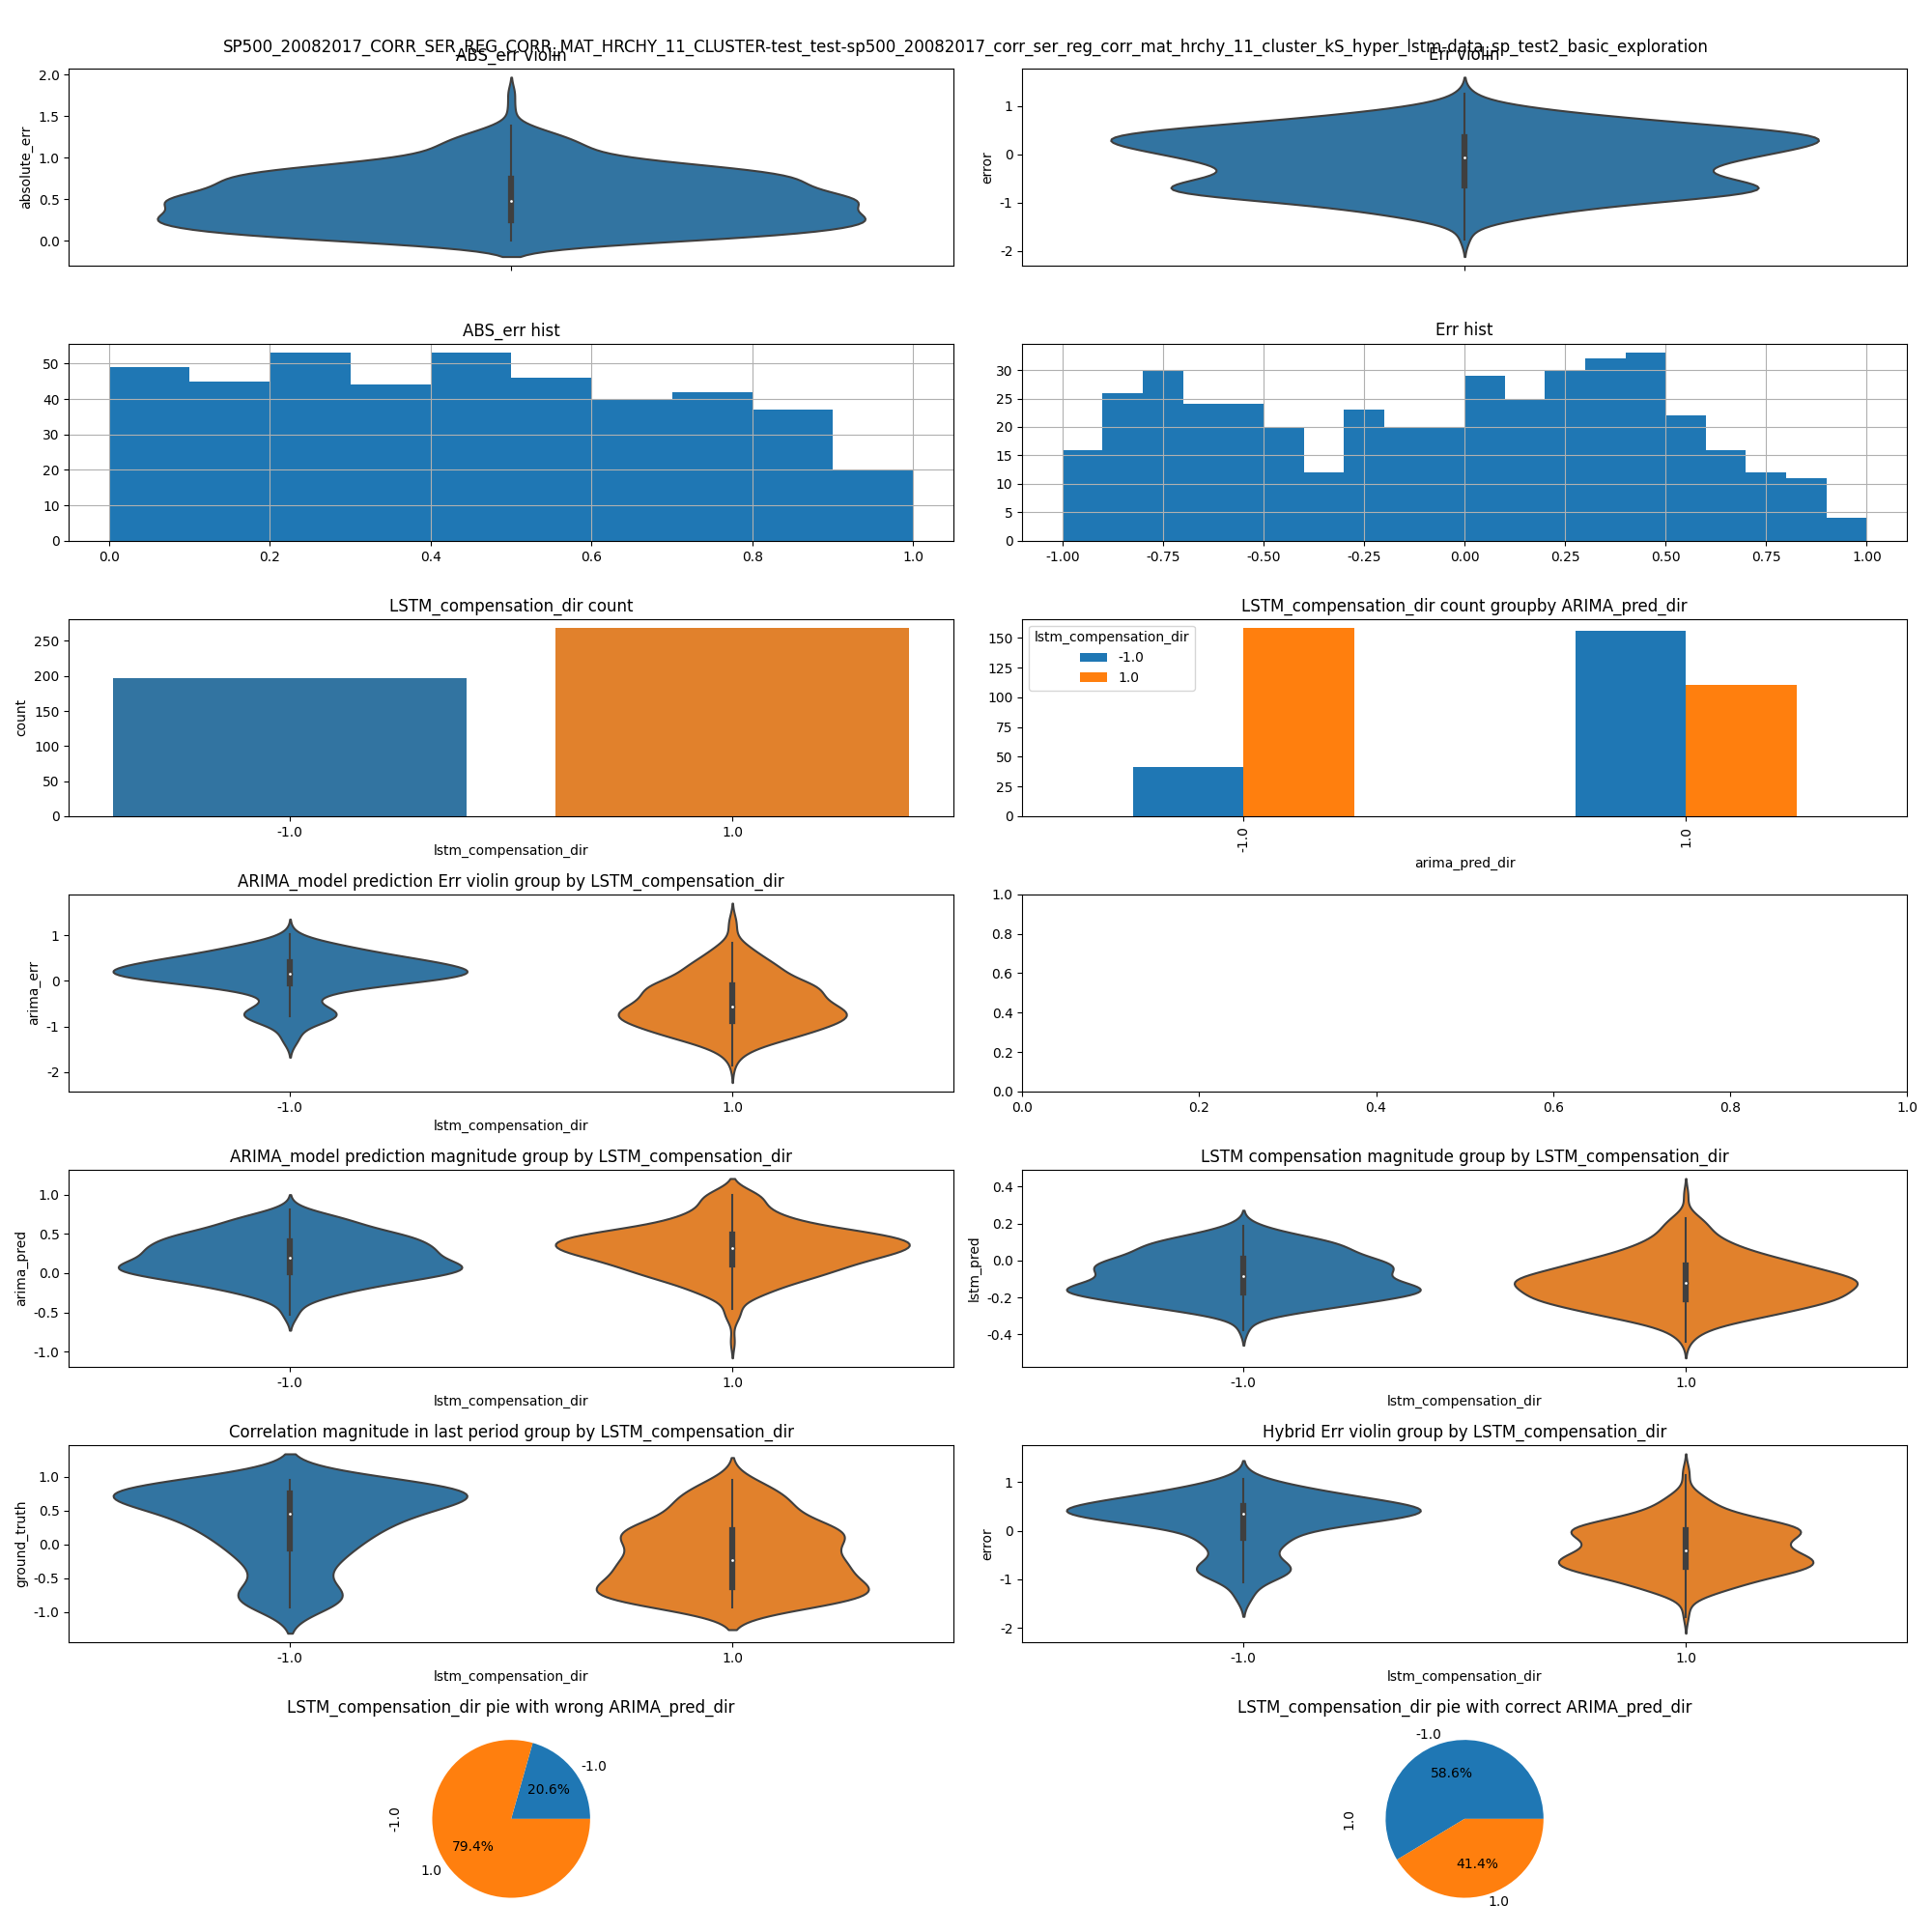 SP500_20082017_CORR_SER_REG_CORR_MAT_HRCHY_11_CLUSTER-test_test-sp500_20082017_corr_ser_reg_corr_mat_hrchy_11_cluster_kS_hyper_lstm-data_sp_test2_basic_exploration
ABS_err violin
absolute_err
2.0
1.5
1.0
0.5
0.0
Err violin
error
1
0
-1
-2
ABS_err hist
50
40
30
20
10
0
0.0 0.2 0.4 0.6 0.8 1.0
Err hist
30
25
20
15
10
5
0
-1.00 -0.75 -0.50 -0.25 0.00 0.25 0.50 0.75 1.00
LSTM_compensation_dir count
count
250
200
150
100
50
0
-1.0 1.0
lstm_compensation_dir
LSTM_compensation_dir count groupby ARIMA_pred_dir
150
125
100
75
50
25
0
lstm_compensation_dir
-1.0
1.0
-1.0 1.0
arima_pred_dir
ARIMA_model prediction Err violin group by LSTM_compensation_dir
arima_err
1
0
-1
-2
-1.0 1.0
lstm_compensation_dir
1.0
0.8
0.6
0.4
0.2
0.0
0.0 0.2 0.4 0.6 0.8 1.0
ARIMA_model prediction magnitude group by LSTM_compensation_dir
arima_pred
1.0
0.5
0.0
-0.5
-1.0
-1.0 1.0
lstm_compensation_dir
LSTM compensation magnitude group by LSTM_compensation_dir
lstm_pred
0.4
0.2
0.0
-0.2
-0.4
-1.0 1.0
lstm_compensation_dir
Correlation magnitude in last period group by LSTM_compensation_dir
ground_truth
1.0
0.5
0.0
-0.5
-1.0
-1.0 1.0
lstm_compensation_dir
Hybrid Err violin group by LSTM_compensation_dir
error
1
0
-1
-2
-1.0 1.0
lstm_compensation_dir
LSTM_compensation_dir pie with wrong ARIMA_pred_dir
-1.0
-1.0
20.6%
79.4%
1.0
LSTM_compensation_dir pie with correct ARIMA_pred_dir
1.0
-1.0
58.6%
41.4%
1.0